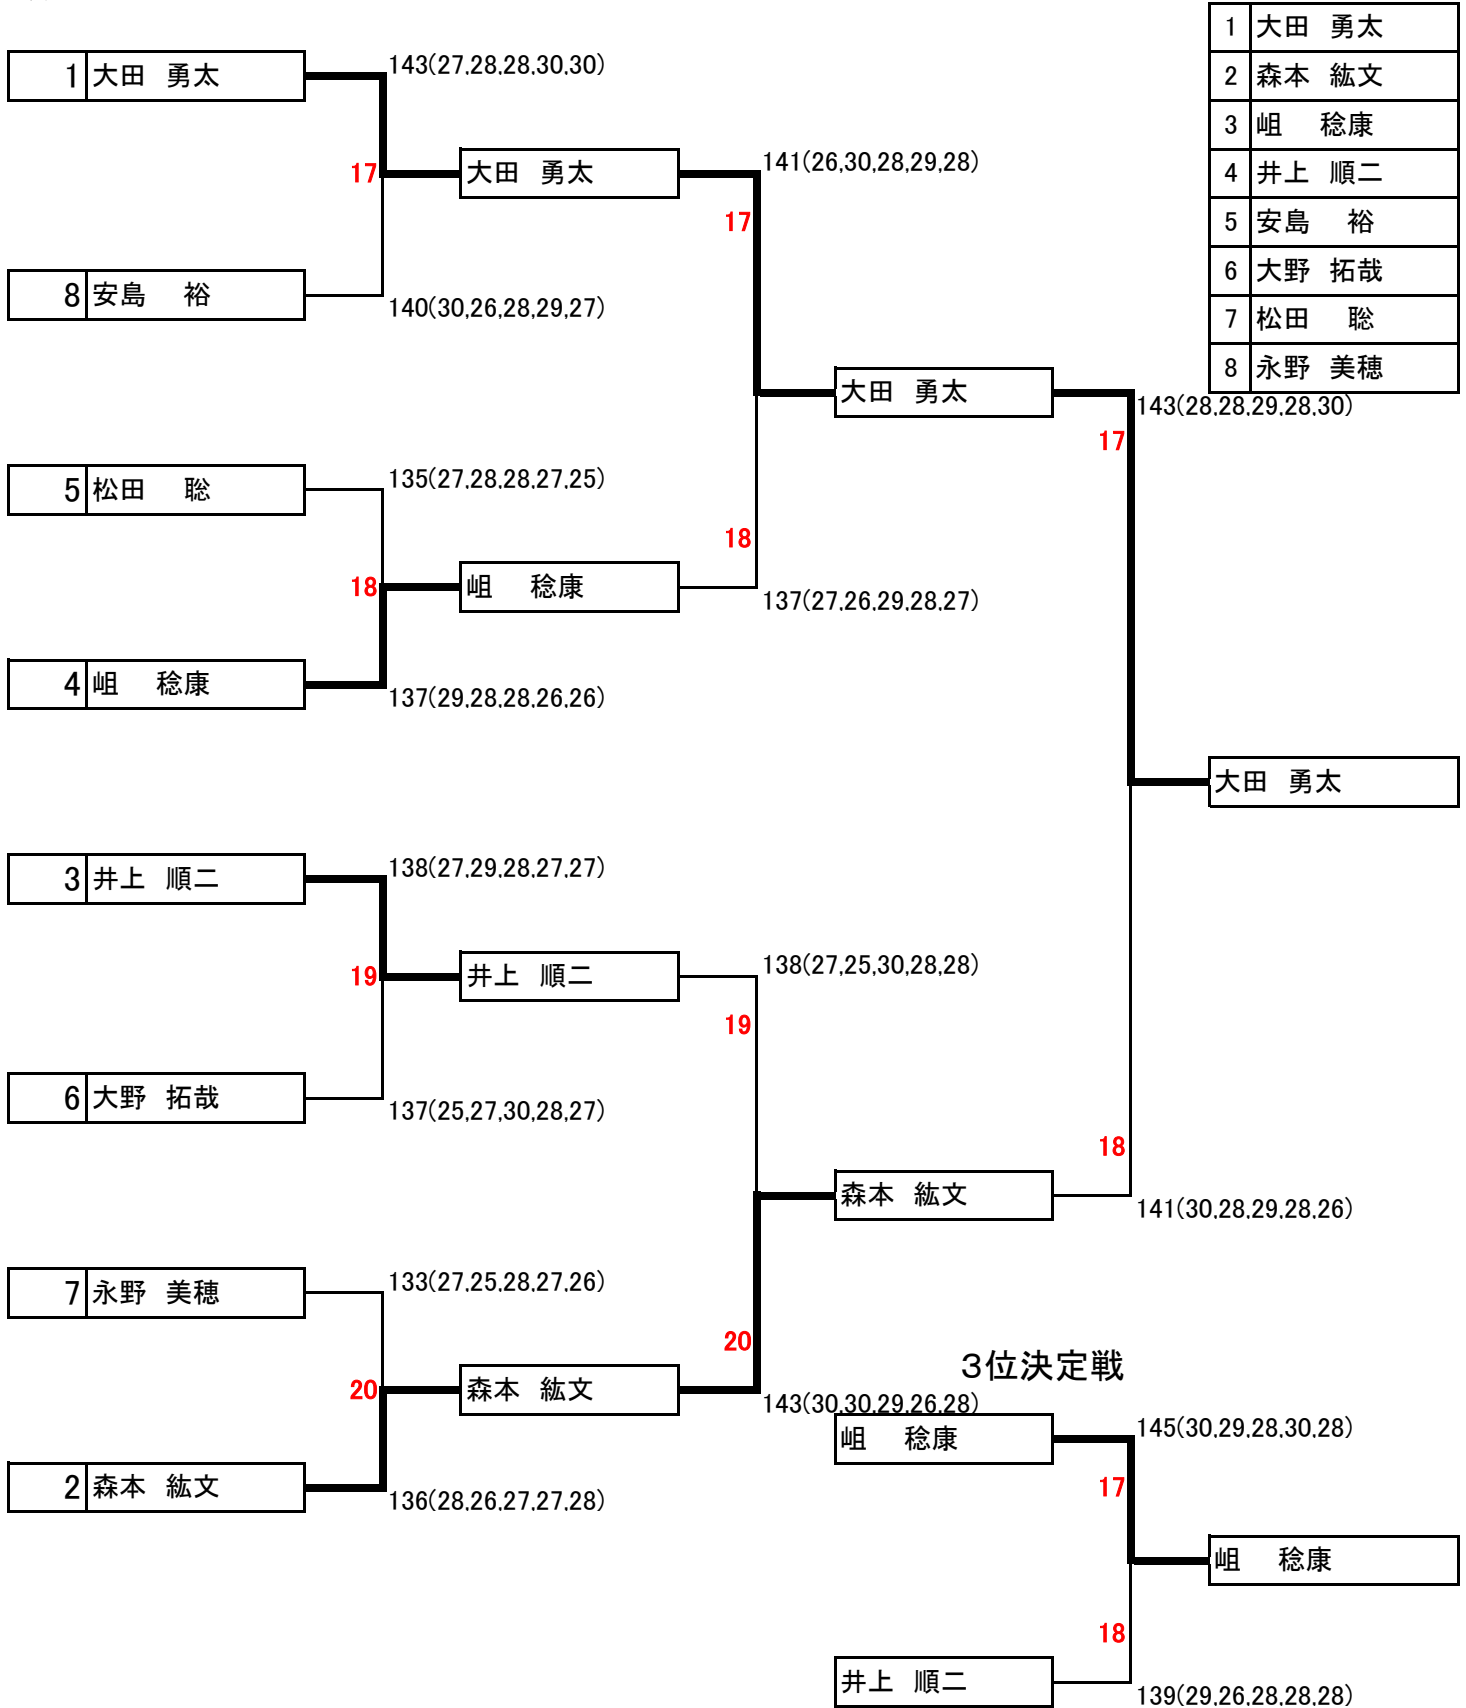 1 大田 勇太
2 森本 紘文
3 岨 稔康
4 井上 順二
5 安島 裕
6 大野 拓哉
7 松田 聡
8 永野 美穂
1 大田 勇太
143(27,28,28,30,30)
17
大田 勇太
141(26,30,28,29,28)
17
8 安島 裕
140(30,26,28,29,27)
大田 勇太
143(28,28,29,28,30)
17
5 松田 聡
135(27,28,28,27,25)
18
18
岨 稔康
137(27,26,29,28,27)
4 岨 稔康
137(29,28,28,26,26)
大田 勇太
3 井上 順二
138(27,29,28,27,27)
19
井上 順二
138(27,25,30,28,28)
19
6 大野 拓哉
137(25,27,30,28,27)
18
森本 紘文
141(30,28,29,28,26)
7 永野 美穂
133(27,25,28,27,26)
20
20
森本 紘文
143(30,30,29,26,28)
2 森本 紘文
136(28,26,27,27,28)
3位決定戦
岨 稔康
145(30,29,28,30,28)
17
岨 稔康
18
井上 順二
139(29,26,28,28,28)